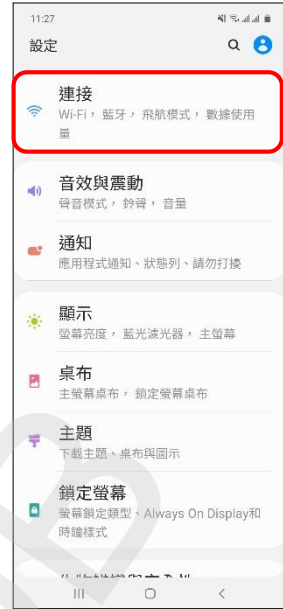 11:27
設定
連接
Wi-Fi， 藍牙， 飛航模式， 數據使用
量
音效與震動
聲音模式， 鈴聲， 音量
通知
應用程式通知、狀態列、請勿打擾
顯示
螢幕亮度， 藍光濾光器， 主螢幕
桌布
主螢幕桌布， 鎖定螢幕桌布
主題
下載主題、桌布與圖示
鎖定螢幕
螢幕鎖定類型、Always On Display和
時鐘樣式